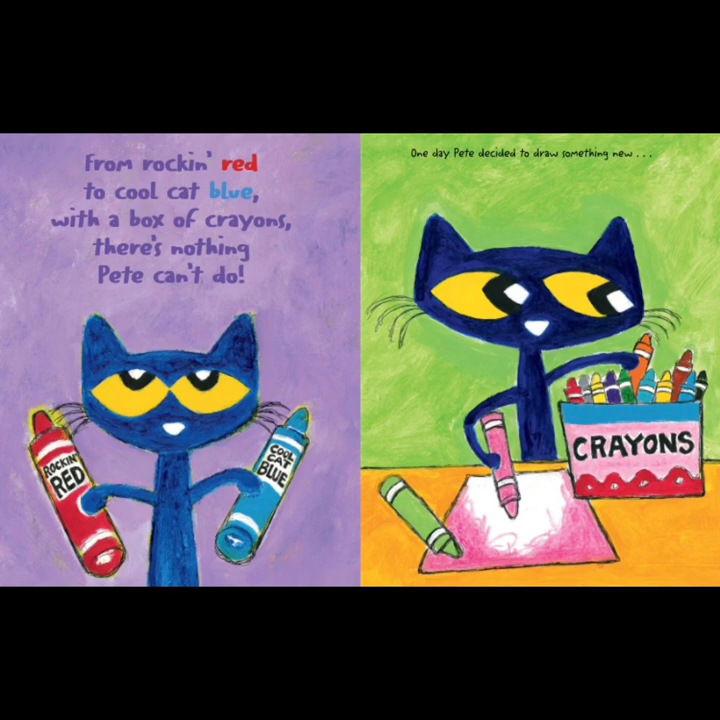 From rockin' red
to cool cat blue,
with a box of crayons,
there's nothing
Pete can't do!
ROCKIN'
RED
COOL
CAT
BLUE
One day Pete decided to draw something new . . .
CRAYONS